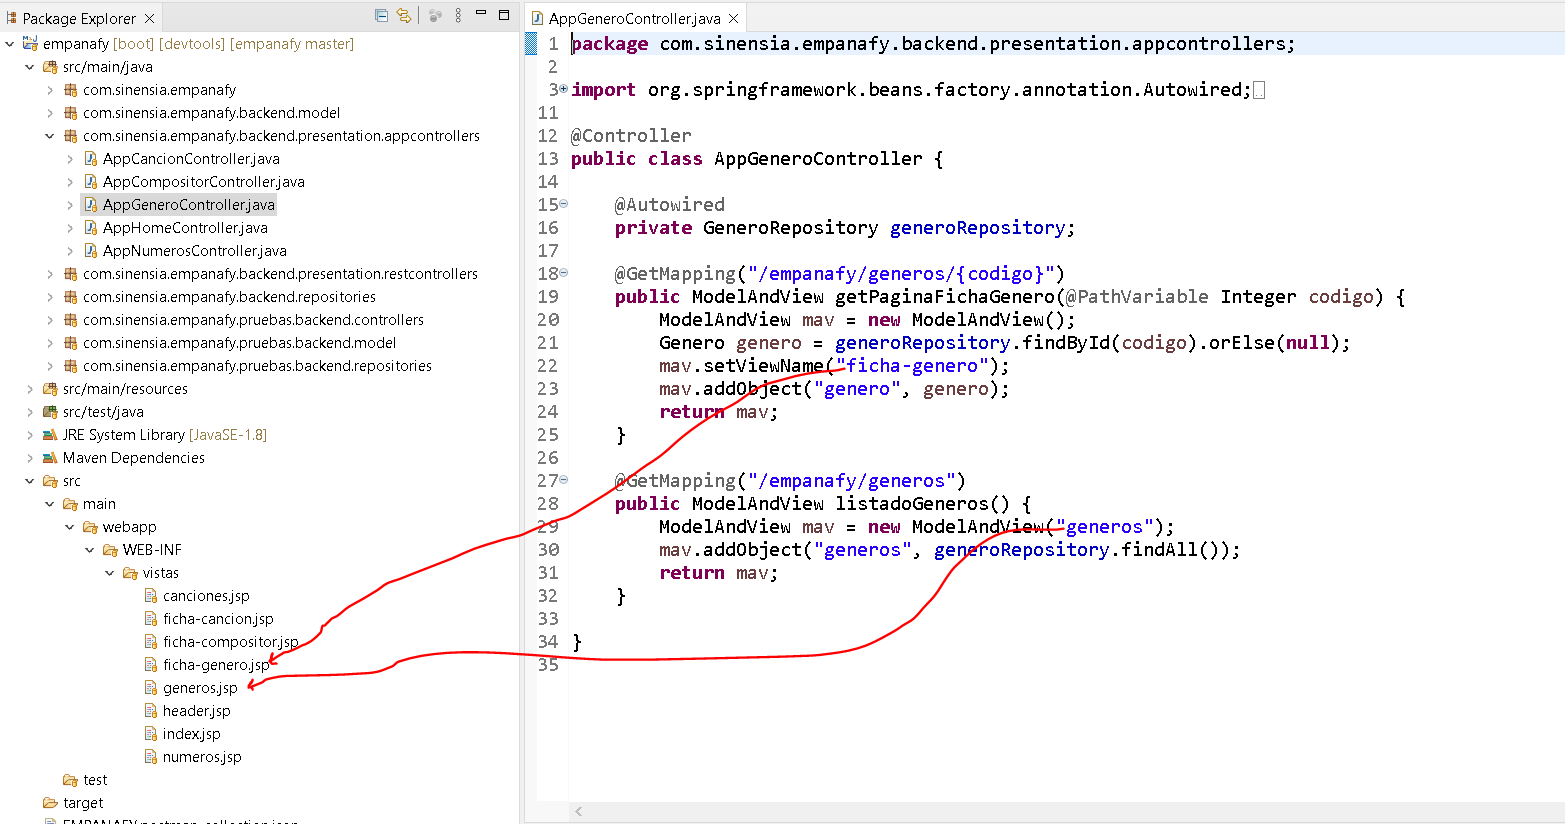 Package Explorer
empanafy [boot] [devtools] [empanafy master]
src/main/java
com.sinensia.empanafy
com.sinensia.empanafy.backend.model
com.sinensia.empanafy.backend.presentation.appcontrollers
AppCancionController.java
AppCompositorController.java
AppGeneroController.java
AppHomeController.java
AppNumerosController.java
com.sinensia.empanafy.backend.presentation.restcontrollers
com.sinensia.empanafy.backend.repositories
com.sinensia.empanafy.pruebas.backend.controllers
com.sinensia.empanafy.pruebas.backend.model
com.sinensia.empanafy.pruebas.backend.repositories
src/main/resources
src/test/java
JRE System Library [JavaSE-1.8]
Maven Dependencies
src
main
webapp
WEB-INF
vistas
canciones.jsp
ficha-cancion.jsp
ficha-compositor.jsp
ficha-genero.jsp
generos.jsp
header.jsp
index.jsp
numeros.jsp
test
target
AppGeneroController.java
1 package com.sinensia.empanafy.backend.presentation.appcontrollers;
2
3 import org.springframework.beans.factory.annotation.Autowired;
11
12 @Controller
13 public class AppGeneroController {
14
15 @Autowired
16 private GeneroRepository generoRepository;
17
18 @GetMapping("/empanafy/generos/{codigo}")
19 public ModelAndView getPaginaFichaGenero(@PathVariable Integer codigo) {
20 ModelAndView mav = new ModelAndView();
21 Genero genero = generoRepository.findById(codigo).orElse(null);
22 mav.setViewName("ficha-genero");
23 mav.addObject("genero", genero);
24 return mav;
25 }
26
27 @GetMapping("/empanafy/generos")
28 public ModelAndView listadoGeneros() {
29 ModelAndView mav = new ModelAndView("generos");
30 mav.addObject("generos", generoRepository.findAll());
31 return mav;
32 }
33
34 }
35